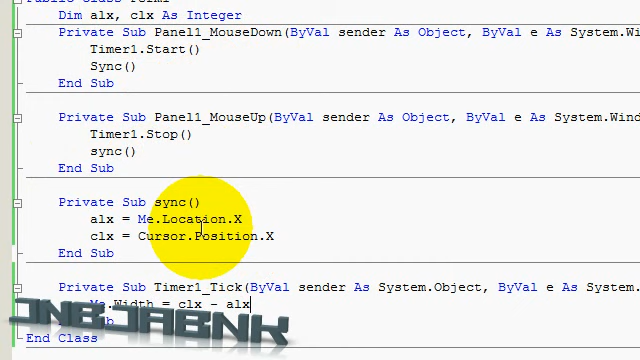 Public Class Form1
Dim alx, clx As Integer
Private Sub Panel1_MouseDown(ByVal sender As Object, ByVal e As System.Wi
Timer1.Start()
Sync()
End Sub
Private Sub Panel1_MouseUp(ByVal sender As Object, ByVal e As System.Wind
Timer1.Stop()
sync()
End Sub
Private Sub sync()
alx = Me.Location.X
clx = Cursor.Position.X
End Sub
Private Sub Timer1_Tick(ByVal sender As System.Object, ByVal e As System.
Me.Width = clx - alx
JNBJABNK
End Class